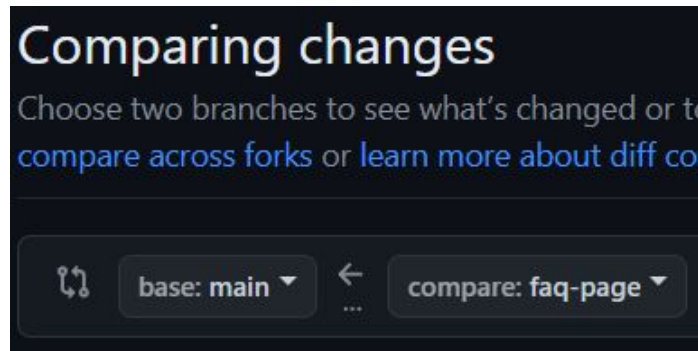 Comparing changes
Choose two branches to see what's changed or
compare across forks or learn more about diff
base: main ← compare: faq-page
...